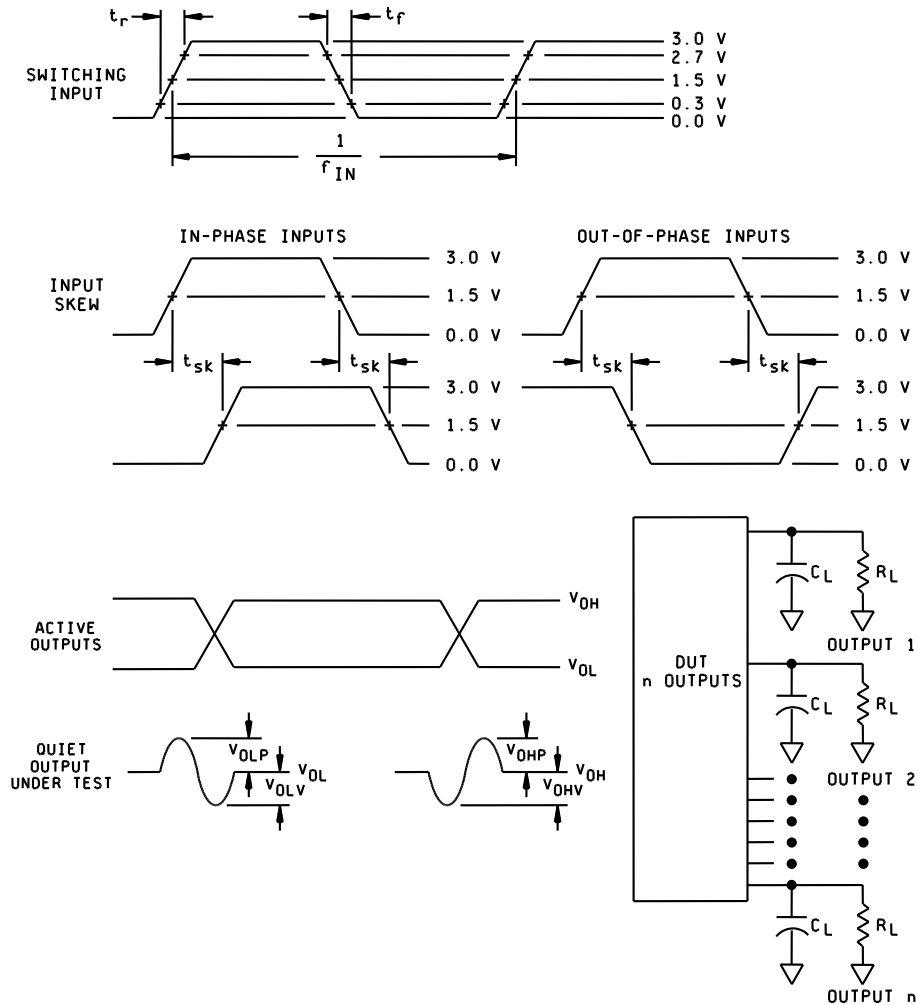 tr
tf
3.0 V
2.7
SWITCHING
INPUT
1.5 V
0.3 V
0.0 V
1
fIN
IN-PHASE INPUTS
OUT-OF-PHASE INPUTS
INPUT
SKEW
3.0 V
1.5 V
0.0 V
3.0 V
1.5 V
0.0 V
tsk
tsk
tsk
tsk
3.0 V
1.5 V
0.0 V
3.0 V
1.5 V
0.0 V
ACTIVE
OUTPUTS
VOH
VOL
QUIET
OUTPUT
UNDER TEST
VOLP
VOL
VOLV
VOHP
VOH
VOHV
DUT
n OUTPUTS
CL
RL
OUTPUT 1
CL
RL
OUTPUT 2
CL
RL
OUTPUT n